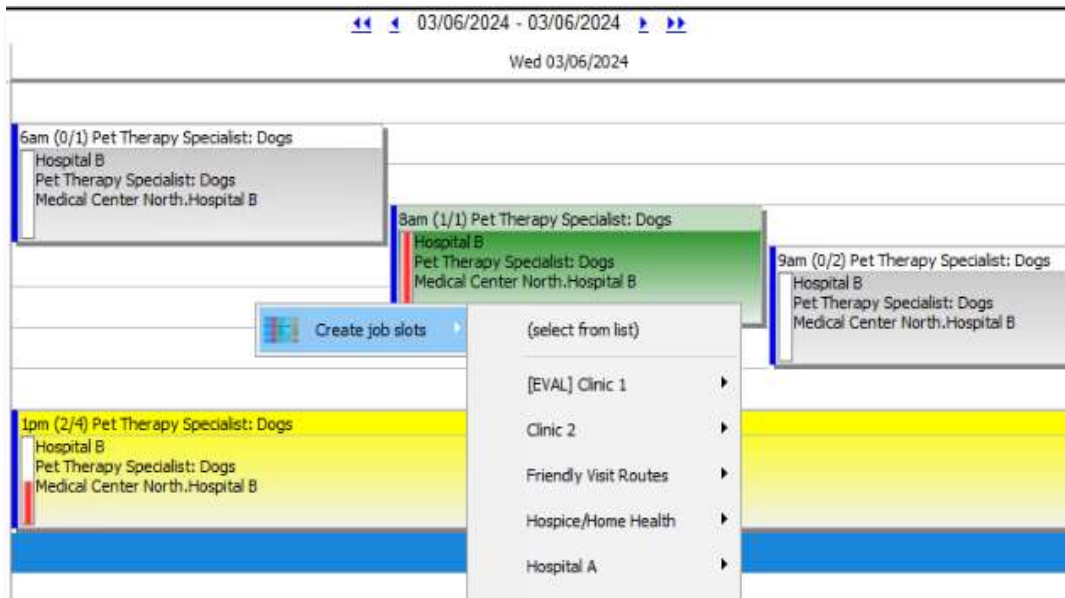 03/06/2024 - 03/06/2024
Wed 03/06/2024
6am (0/1) Pet Therapy Specialist: Dogs
Hospital B
Pet Therapy Specialist: Dogs
Medical Center North.Hospital B
8am (1/1) Pet Therapy Specialist: Dogs
Hospital B
Pet Therapy Specialist: Dogs
Medical Center North.Hospital B
9am (0/2) Pet Therapy Specialist: Dogs
Hospital B
Pet Therapy Specialist: Dogs
Medical Center North.Hospital B
Create job slots
(select from list)
[EVAL] Clinic 1
Clinic 2
Friendly Visit Routes
Hospice/Home Health
Hospital A
1pm (2/4) Pet Therapy Specialist: Dogs
Hospital B
Pet Therapy Specialist: Dogs
Medical Center North.Hospital B